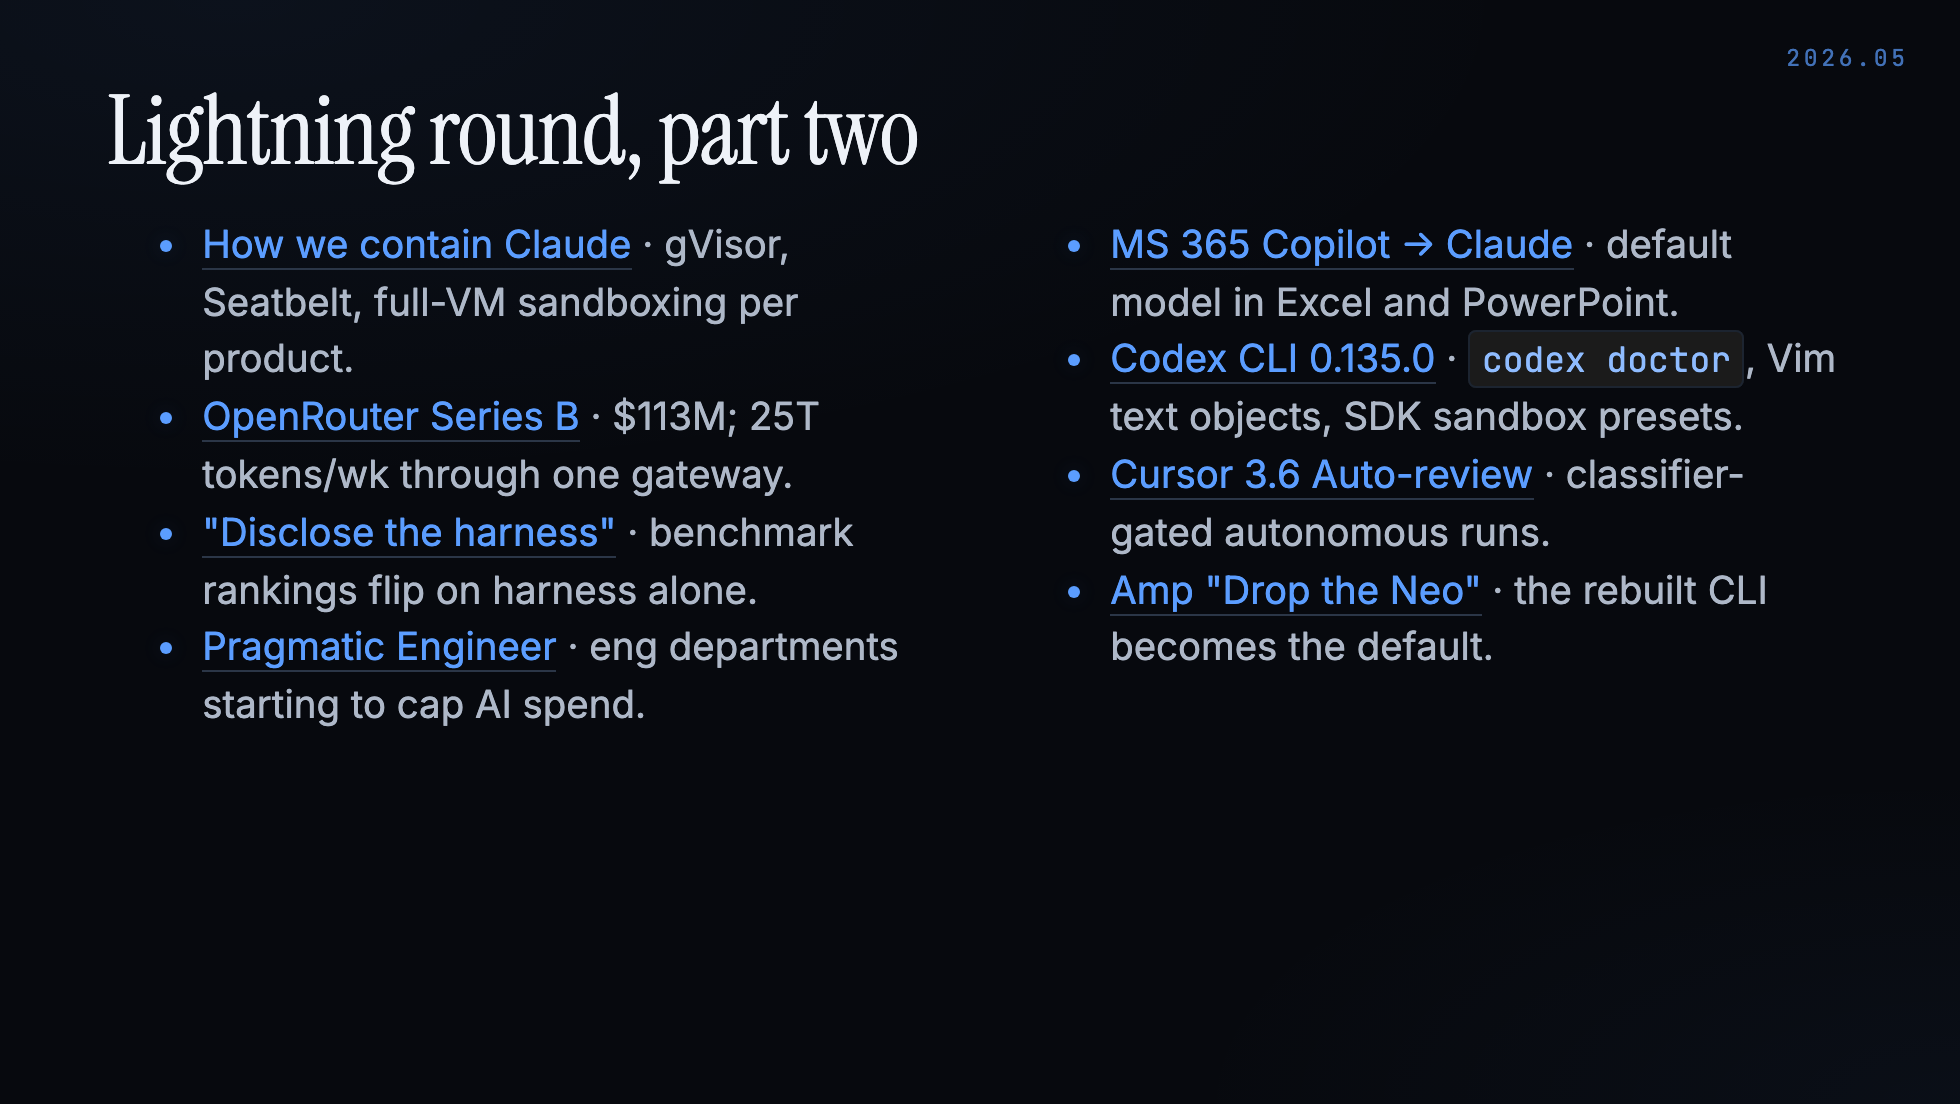 2026.05
Lightning round, part two
• How we contain Claude · gVisor,
Seatbelt, full-VM sandboxing per
product.
• OpenRouter Series B · $113M; 25T
tokens/wk through one gateway.
• "Disclose the harness" · benchmark
rankings flip on harness alone.
• Pragmatic Engineer · eng departments
starting to cap AI spend.
• MS 365 Copilot → Claude · default
model in Excel and PowerPoint.
• Codex CLI 0.135.0 · codex doctor, Vim
text objects, SDK sandbox presets.
• Cursor 3.6 Auto-review · classifier-
gated autonomous runs.
• Amp "Drop the Neo" · the rebuilt CLI
becomes the default.